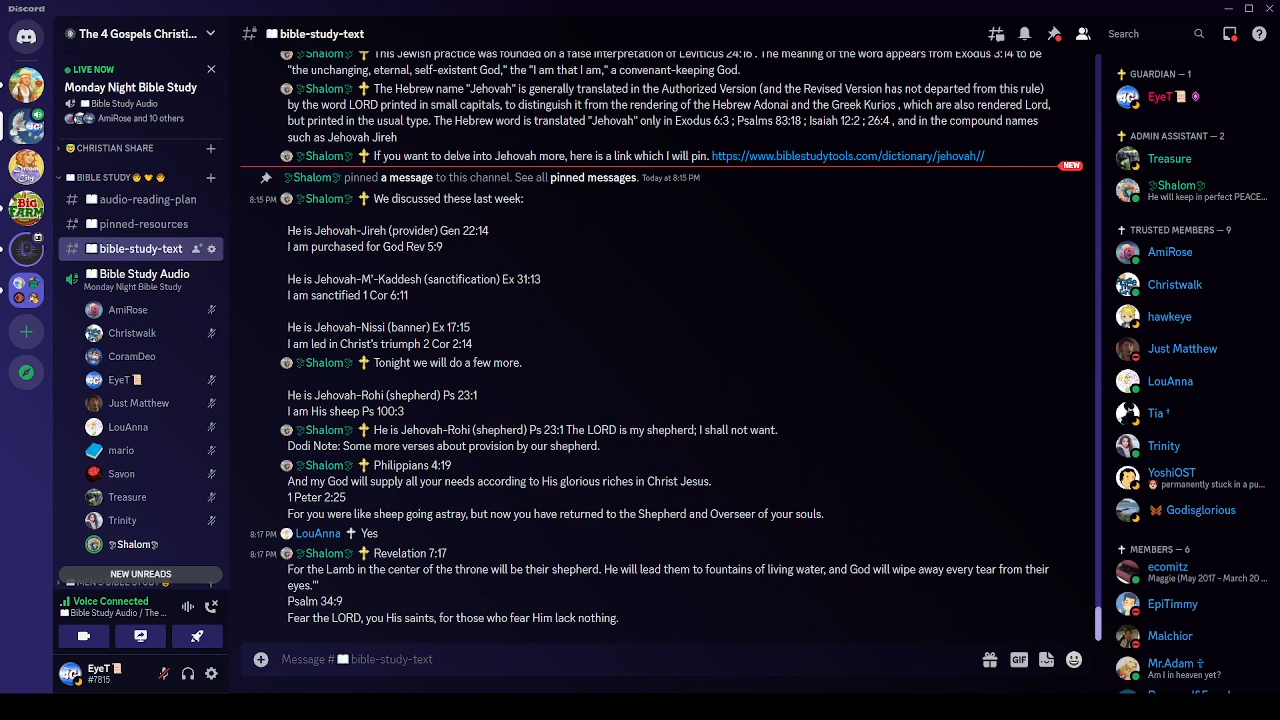 Discord
The 4 Gospels Christi...
LIVE NOW
Monday Night Bible Study
Bible Study Audio
AmiRose and 10 others
CHRISTIAN SHARE
BIBLE STUDY
audio-reading-plan
pinned-resources
bible-study-text
Bible Study Audio
Monday Night Bible Study
AmiRose
Christwalk
CoramDeo
EyeT
Just Matthew
LouAnna
mario
Savon
Treasure
Trinity
Shalom
NEW UNREADS
Voice Connected
Bible Study Audio / The ...
EyeT
#7815
bible-study-text
Search
Shalom This Jewish practice was founded on a false interpretation of Leviticus 24:16 . The meaning of the word appears from Exodus 3:14 to be
"the unchanging, eternal, self-existent God," the "I am that I am," a convenant-keeping God.
Shalom The Hebrew name "Jehovah" is generally translated in the Authorized Version (and the Revised Version has not departed from this rule)
by the word LORD printed in small capitals, to distinguish it from the rendering of the Hebrew Adonai and the Greek Kurios , which are also rendered Lord,
but printed in the usual type. The Hebrew word is translated "Jehovah" only in Exodus 6:3 ; Psalms 83:18 ; Isaiah 12:2 ; 26:4 , and in the compound names
such as Jehovah Jireh
Shalom If you want to delve into Jehovah more, here is a link which I will pin. https://www.biblestudytools.com/dictionary/jehovah//
NEW
Shalom pinned a message to this channel. See all pinned messages. Today at 8:15 PM
8:15 PM Shalom We discussed these last week:
He is Jehovah-Jireh (provider) Gen 22:14
I am purchased for God Rev 5:9
He is Jehovah-M'-Kaddesh (sanctification) Ex 31:13
I am sanctified 1 Cor 6:11
He is Jehovah-Nissi (banner) Ex 17:15
I am led in Christ's triumph 2 Cor 2:14
Shalom Tonight we will do a few more.
He is Jehovah-Rohi (shepherd) Ps 23:1
I am His sheep Ps 100:3
Shalom He is Jehovah-Rohi (shepherd) Ps 23:1 The LORD is my shepherd; I shall not want.
Dodi Note: Some more verses about provision by our shepherd.
Shalom Philippians 4:19
And my God will supply all your needs according to His glorious riches in Christ Jesus.
1 Peter 2:25
For you were like sheep going astray, but now you have returned to the Shepherd and Overseer of your souls.
8:17 PM LouAnna Yes
8:17 PM Shalom Revelation 7:17
For the Lamb in the center of the throne will be their shepherd. He will lead them to fountains of living water, and God will wipe away every tear from their
eyes.'"
Psalm 34:9
Fear the LORD, you His saints, for those who fear Him lack nothing.
Message # bible-study-text
GIF
GUARDIAN — 1
EyeT
ADMIN ASSISTANT — 2
Treasure
Shalom
He will keep in perfect PEACE...
TRUSTED MEMBERS — 9
AmiRose
Christwalk
hawkeye
Just Matthew
LouAnna
Tia
Trinity
YoshiOST
permanently stuck in a pu...
Godisglorious
MEMBERS — 6
ecomitz
Maggie (May 2017 - March 20 ...
EpiTimmy
Malchior
Mr.Adam
Am I in heaven yet?